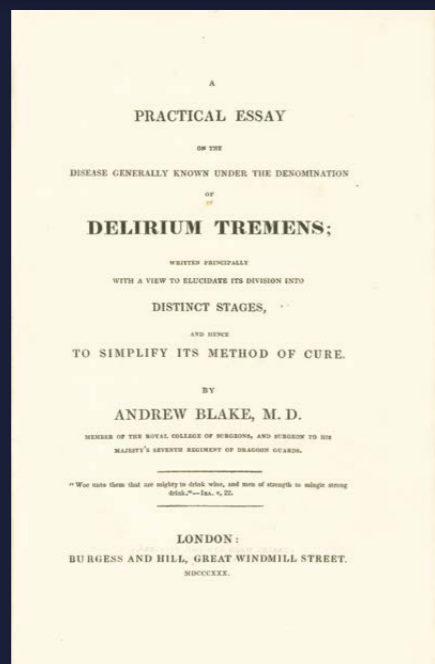 A
PRACTICAL ESSAY
ON THE
DISEASE GENERALLY KNOWN UNDER THE DENOMINATION
OF
DELIRIUM TREMENS;
WRITTEN PRINCIPALLY
WITH A VIEW TO ELUCIDATE ITS DIVISION INTO
DISTINCT STAGES,
AND HENCE
TO SIMPLIFY ITS METHOD OF CURE.
BY
ANDREW BLAKE, M. D.
MEMBER OF THE ROYAL COLLEGE OF SURGEONS, AND SURGEON TO HIS
MAJESTY'S SEVENTH REGIMENT OF DRAGOON GUARDS.
"Woe unto them that are mighty to drink wine, and men of strength to mingle strong
drink."—ISA. v, 22.
LONDON:
BURGESS AND HILL, GREAT WINDMILL STREET.
MDCCCXXX.